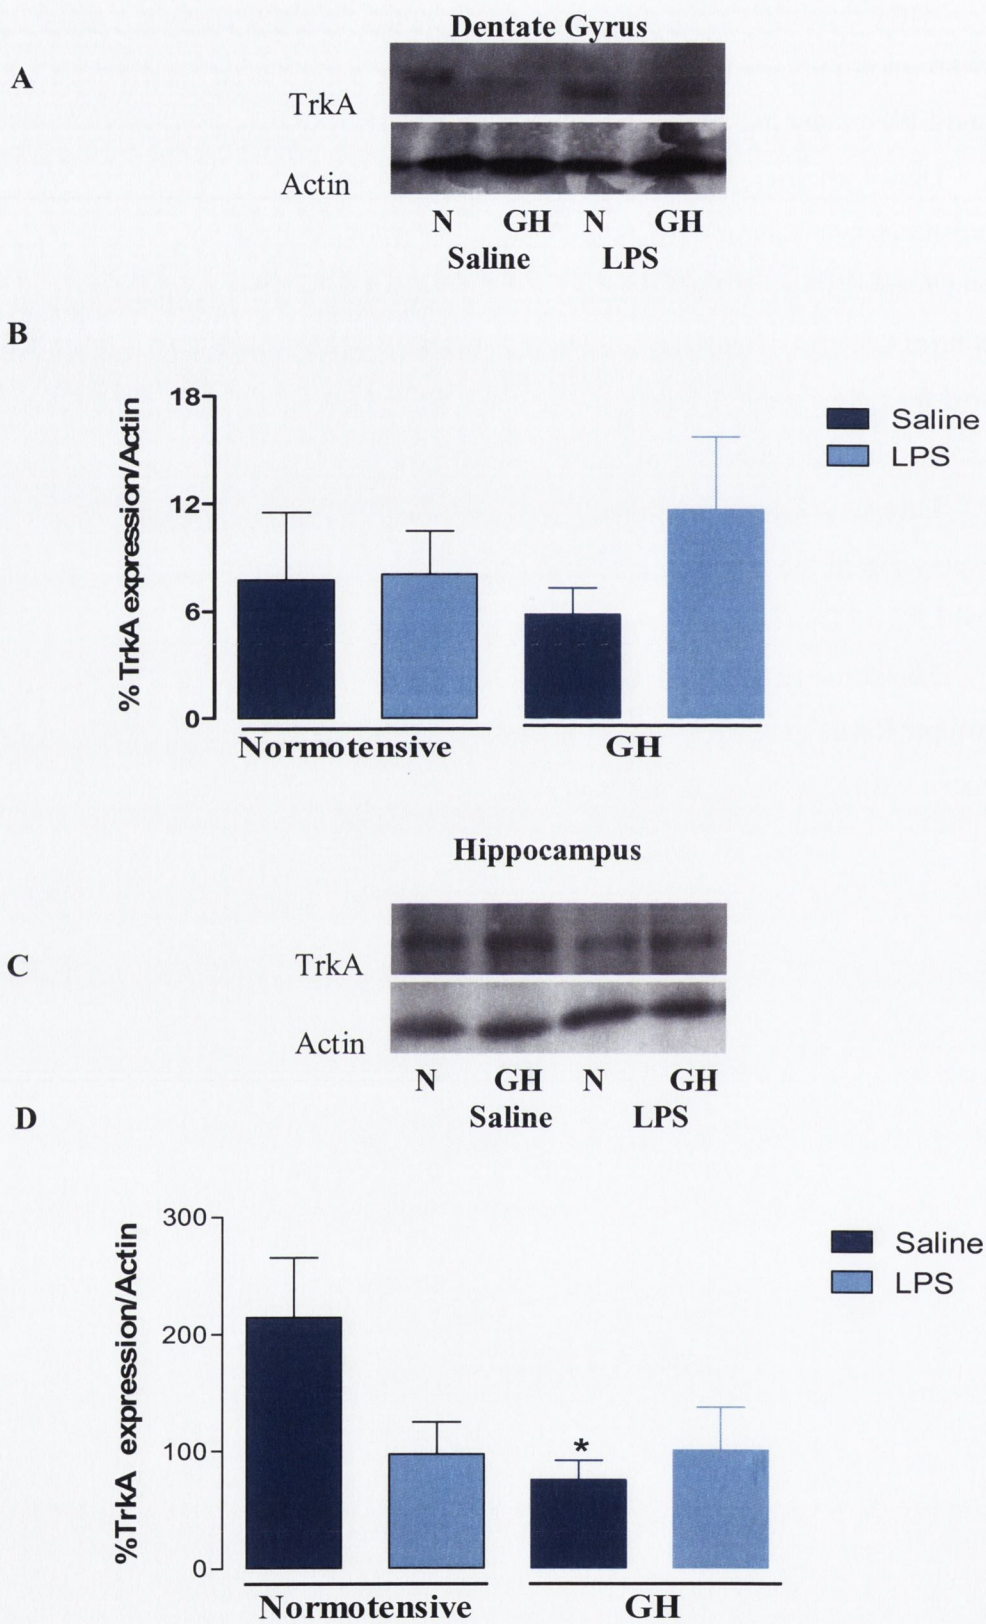 Dentate Gyrus
A
TrkA
Actin
N GH N GH
Saline LPS
B
% TrkA expression/Actin
18
12
6
0
Saline
LPS
Normotensive GH
Hippocampus
C
TrkA
Actin
N GH N GH
Saline LPS
D
%TrkA expression/Actin
300
200
100
0
*
Saline
LPS
Normotensive GH